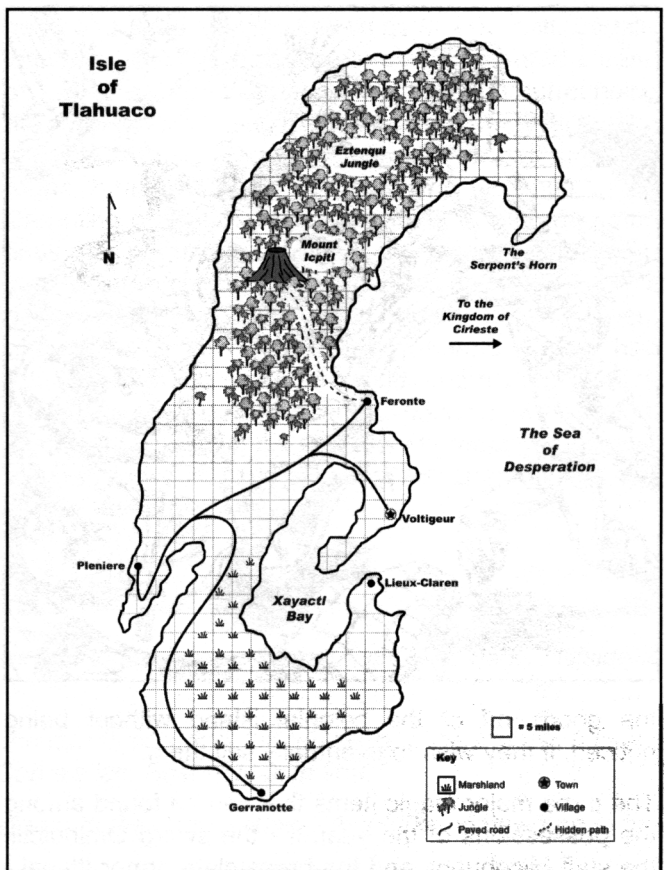 Isle
of
Tlahuaco
Eztenqui
Jungle
N
Mount
Icpitl
The
Serpent's Horn
To the
Kingdom of
Cirieste
Feronte
The Sea
of
Desperation
Voltigeur
Pleniere
Lieux-Claren
Xayactl
Bay
= 5 miles
Key
Marshland
Town
Jungle
Village
Paved road
Hidden path
Gerranotte